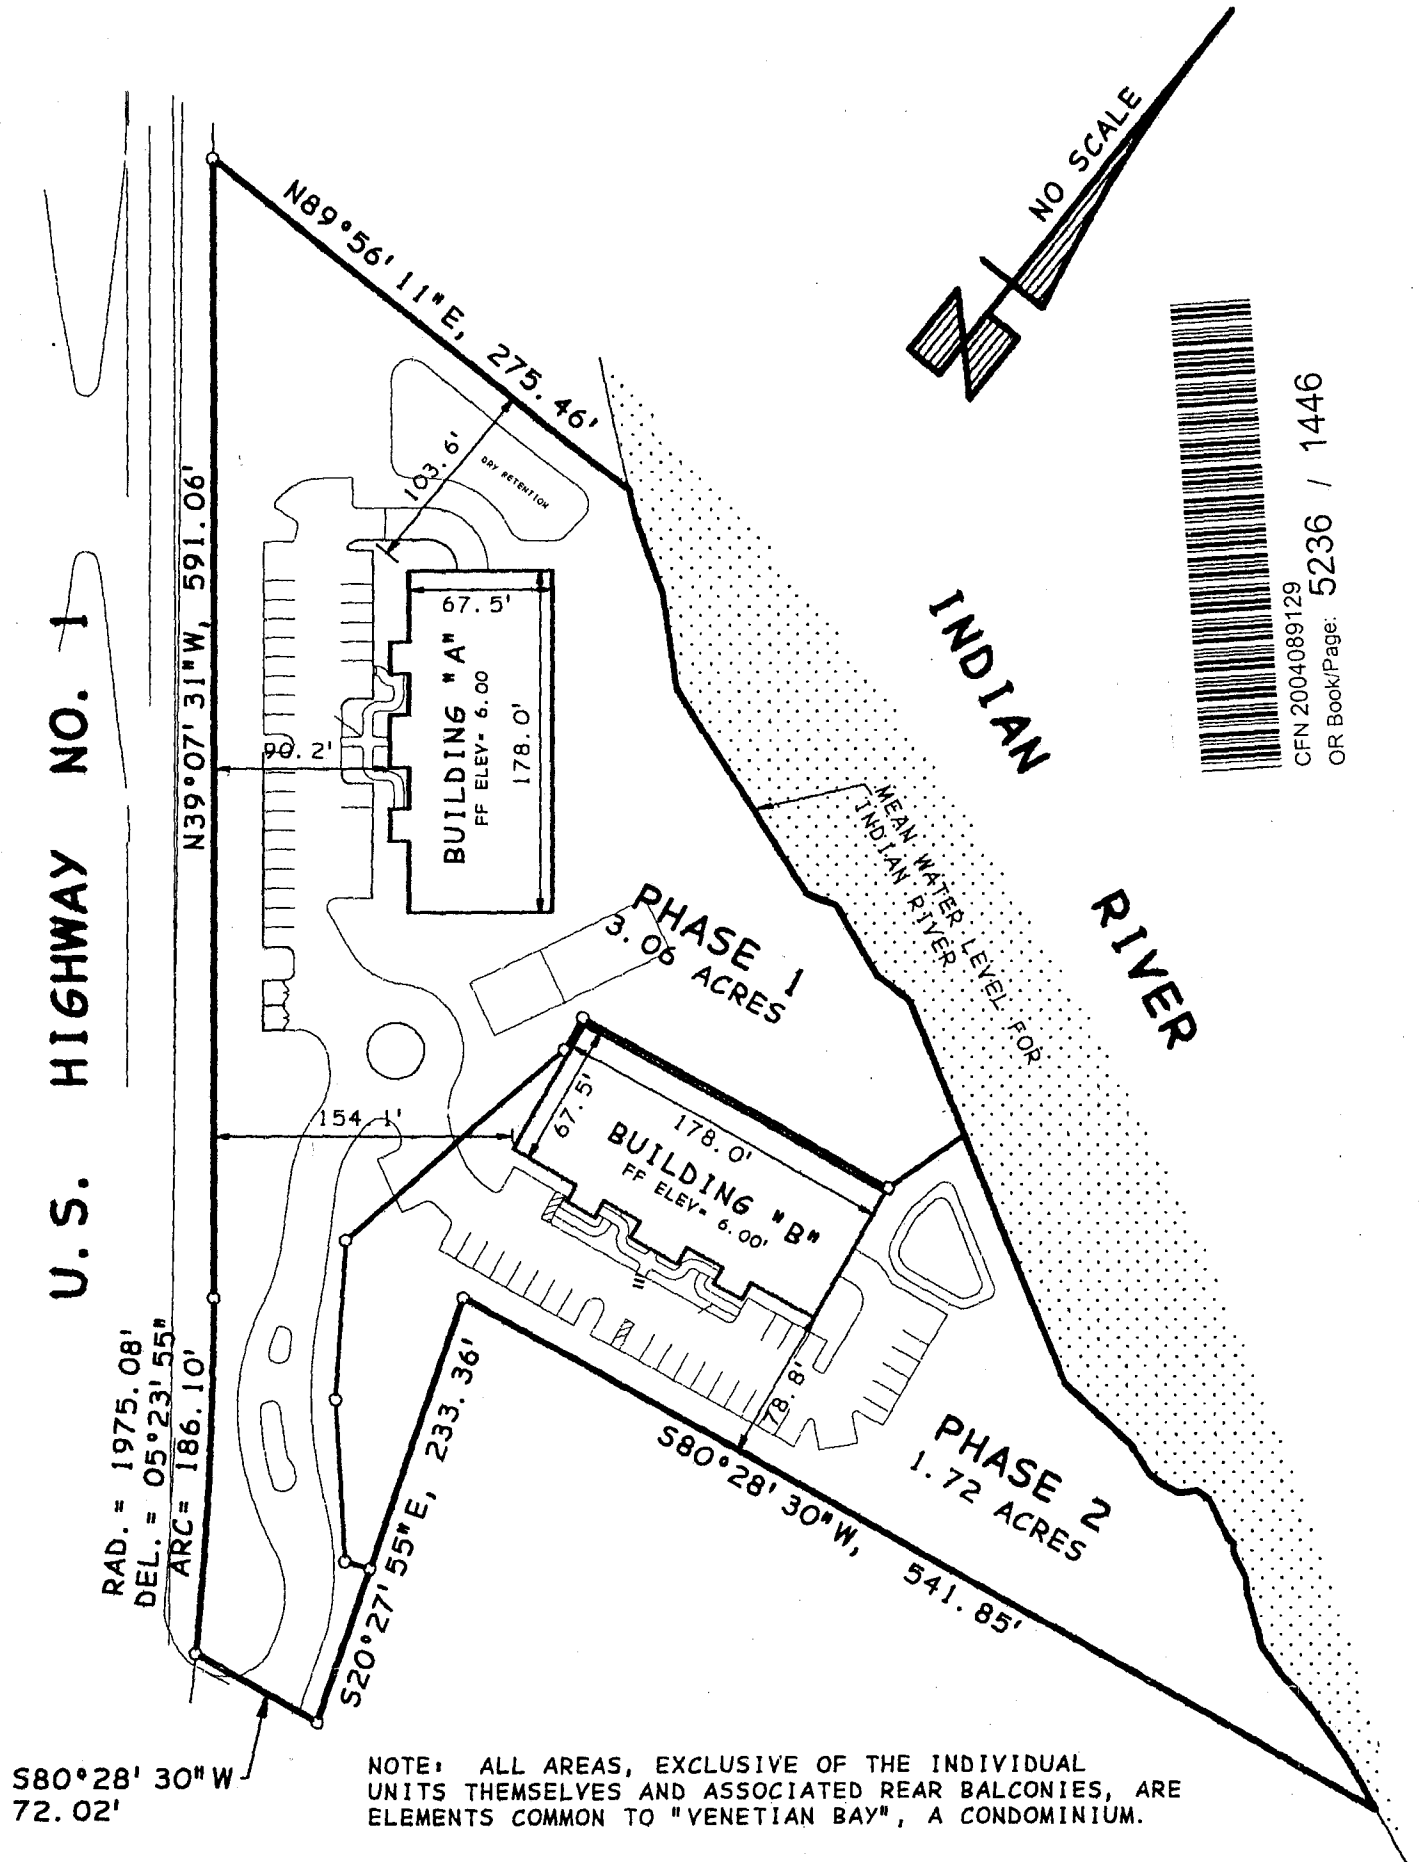 NO SCALE
N89°56'11"E, 275.46'
103.6'
DRY RETENTION
N39°07'31"W, 591.06'
U.S. HIGHWAY NO. 1
67.5'
BUILDING "A"
FF ELEV= 6.00
178.0'
90.2'
INDIAN RIVER
CFN 2004089129
OR Book/Page: 5236 / 1446
MEAN WATER LEVEL FOR
INDIAN RIVER
PHASE 1
3.06 ACRES
154.1'
67.5'
178.0'
BUILDING "B"
FF ELEV= 6.00'
78.8'
RAD. = 1975.08'
DEL. = 05°23'55"
ARC= 186.10'
S20°27'55"E, 233.36'
S80°28'30"W, 541.85'
PHASE 2
1.72 ACRES
S80°28'30"W
72.02'
NOTE: ALL AREAS, EXCLUSIVE OF THE INDIVIDUAL
UNITS THEMSELVES AND ASSOCIATED REAR BALCONIES, ARE
ELEMENTS COMMON TO "VENETIAN BAY", A CONDOMINIUM.